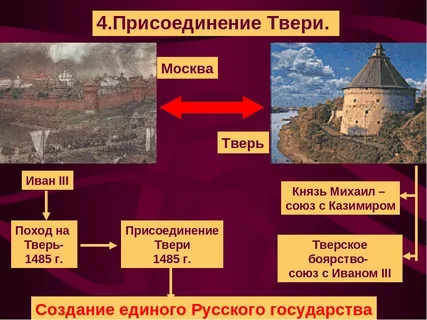 4.Присоединение Твери.
Москва
Тверь
Иван III
Князь Михаил –
союз с Казимиром
Поход на
Тверь-
1485 г.
Присоединение
Твери
1485 г.
Тверское
боярство-
союз с Иваном III
Создание единого Русского государства